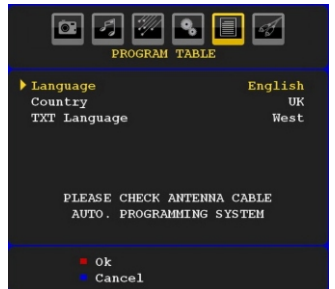 PROGRAM TABLE
Language English
Country UK
TXT Language West
PLEASE CHECK ANTENNA CABLE
AUTO. PROGRAMMING SYSTEM
Ok
Cancel